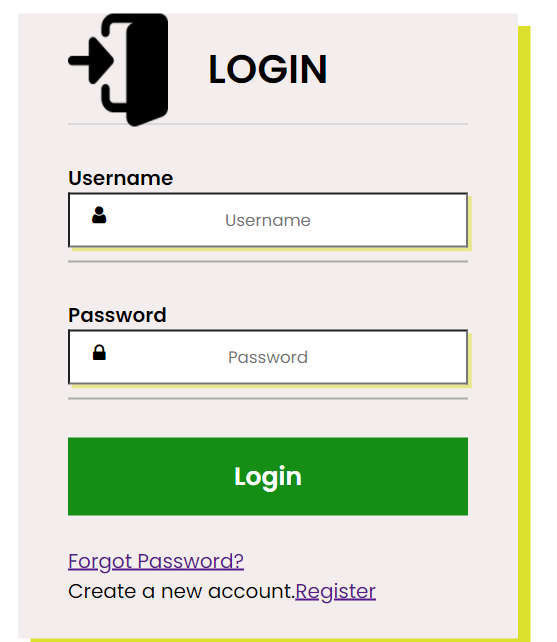 LOGIN
Username
Username
Password
Password
Login
Forgot Password?
Create a new account.Register